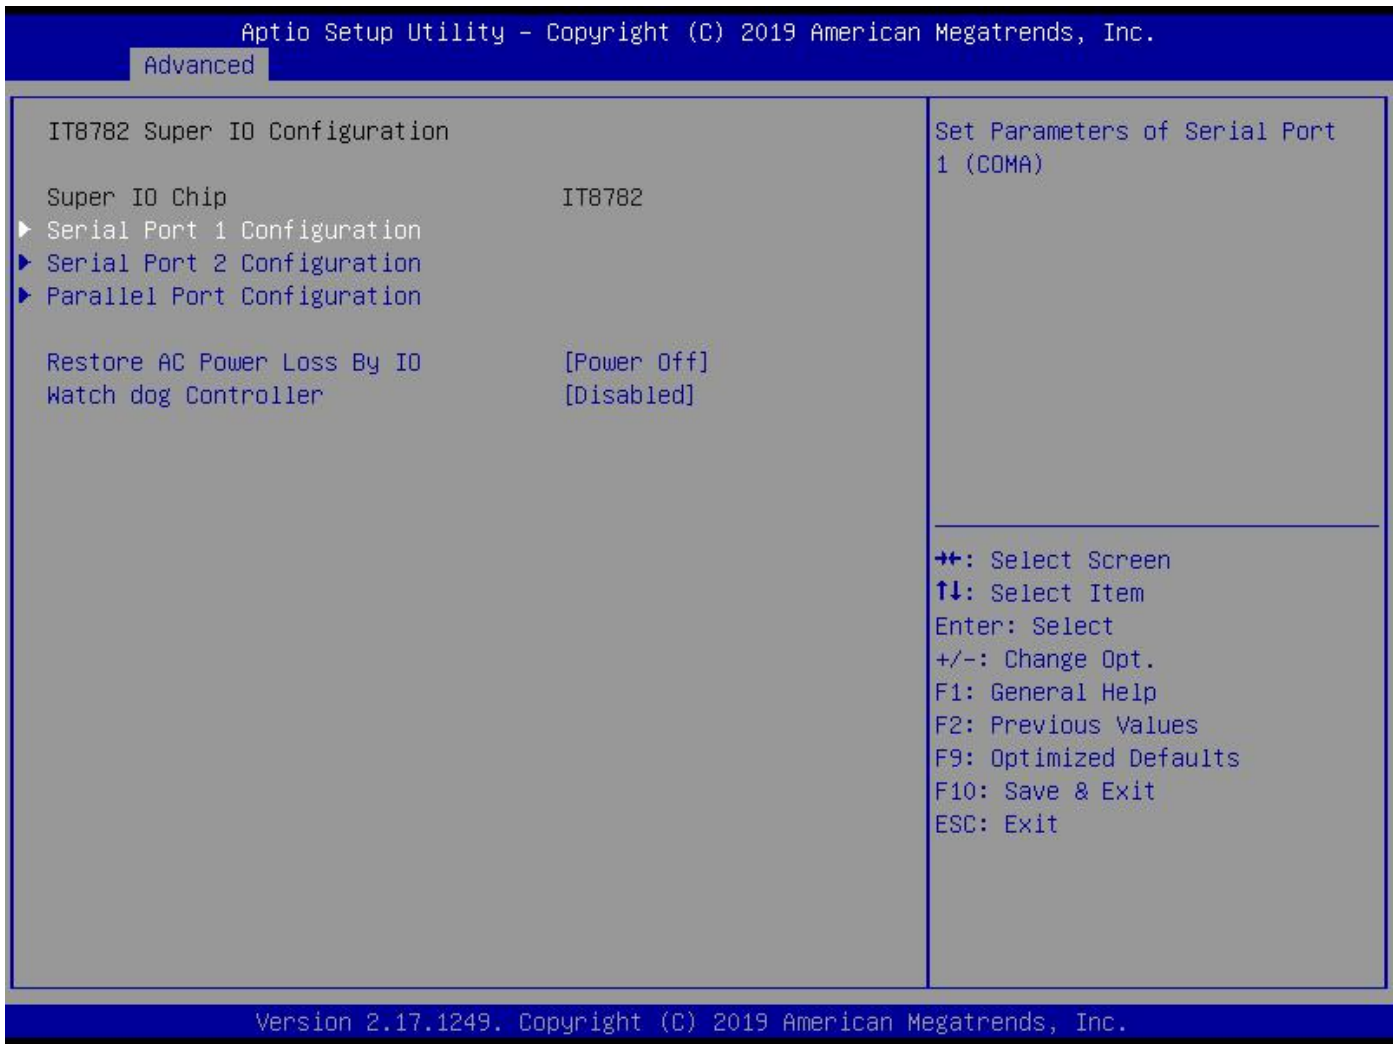 Aptio Setup Utility – Copyright (C) 2019 American Megatrends, Inc.
Advanced
IT8782 Super IO Configuration
Super IO Chip IT8782
Serial Port 1 Configuration
Serial Port 2 Configuration
Parallel Port Configuration
Restore AC Power Loss By IO [Power Off]
Watch dog Controller [Disabled]
Set Parameters of Serial Port
1 (COMA)
→←: Select Screen
↑↓: Select Item
Enter: Select
+/-: Change Opt.
F1: General Help
F2: Previous Values
F9: Optimized Defaults
F10: Save & Exit
ESC: Exit
Version 2.17.1249. Copyright (C) 2019 American Megatrends, Inc.